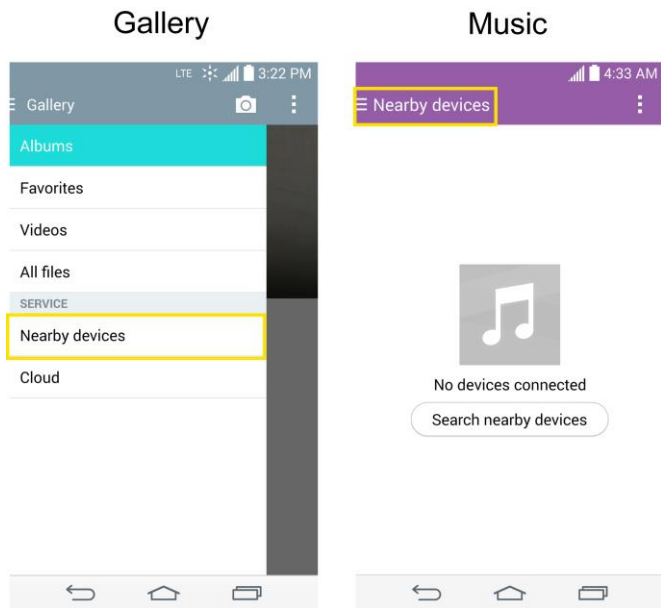 Gallery
LTE 3:22 PM
Gallery
Albums
Favorites
Videos
All files
SERVICE
Nearby devices
Cloud
Music
4:33 AM
Nearby devices
No devices connected
Search nearby devices